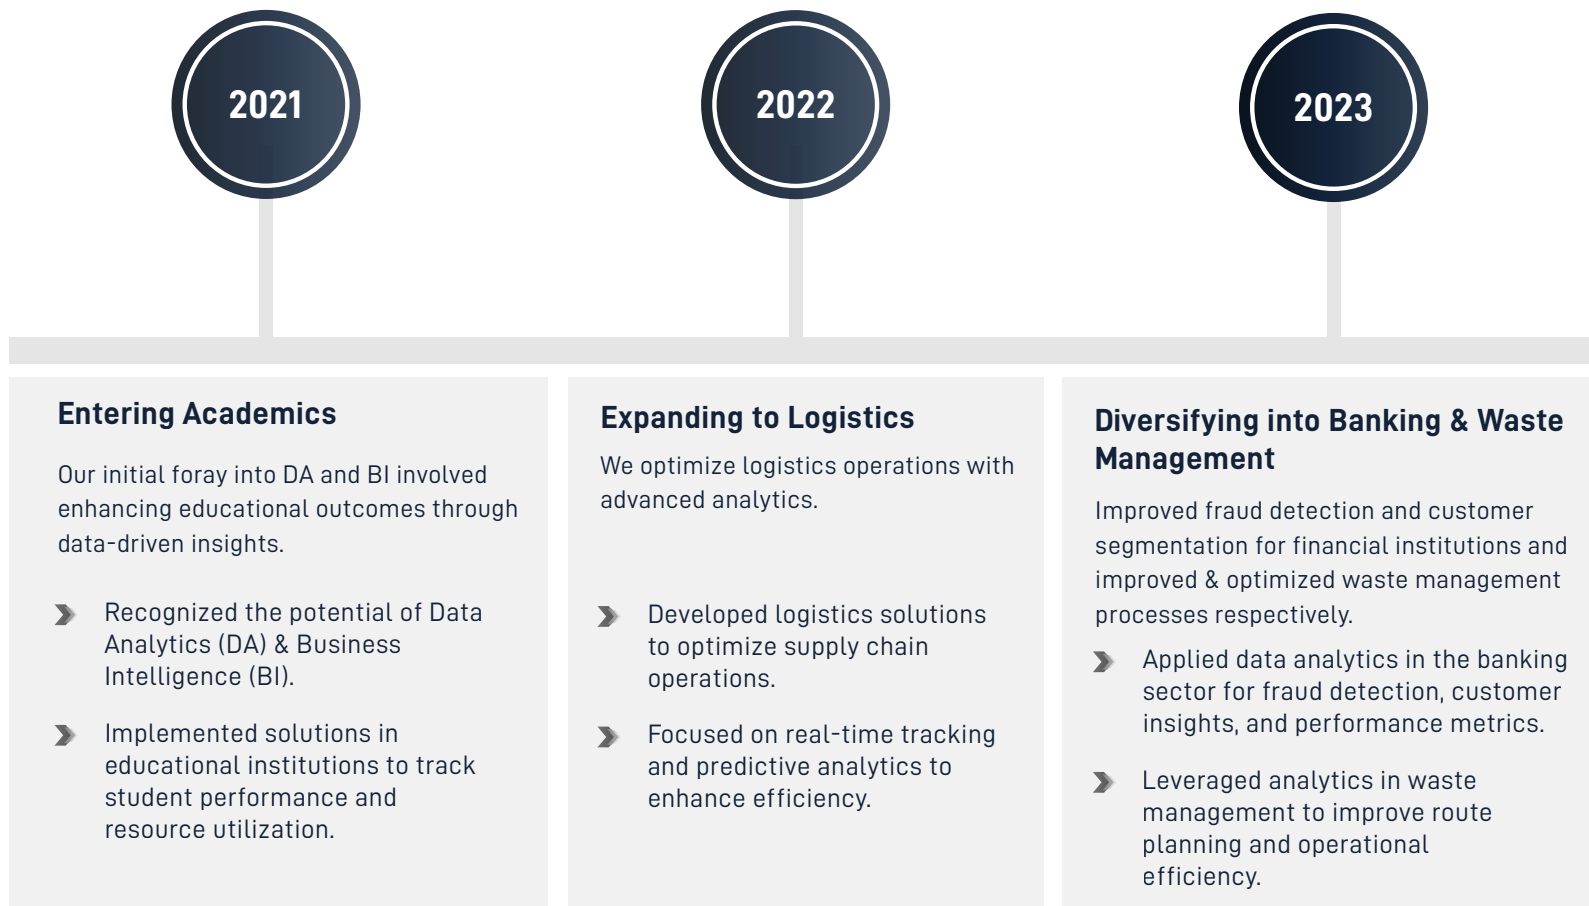 2021
2022
2023
Entering Academics
Our initial foray into DA and BI involved
enhancing educational outcomes through
data-driven insights.
Recognized the potential of Data
Analytics (DA) & Business
Intelligence (BI).
Implemented solutions in
educational institutions to track
student performance and
resource utilization.
Expanding to Logistics
We optimize logistics operations with
advanced analytics.
Developed logistics solutions
to optimize supply chain
operations.
Focused on real-time tracking
and predictive analytics to
enhance efficiency.
Diversifying into Banking & Waste
Management
Improved fraud detection and customer
segmentation for financial institutions and
improved & optimized waste management
processes respectively.
Applied data analytics in the banking
sector for fraud detection, customer
insights, and performance metrics.
Leveraged analytics in waste
management to improve route
planning and operational
efficiency.